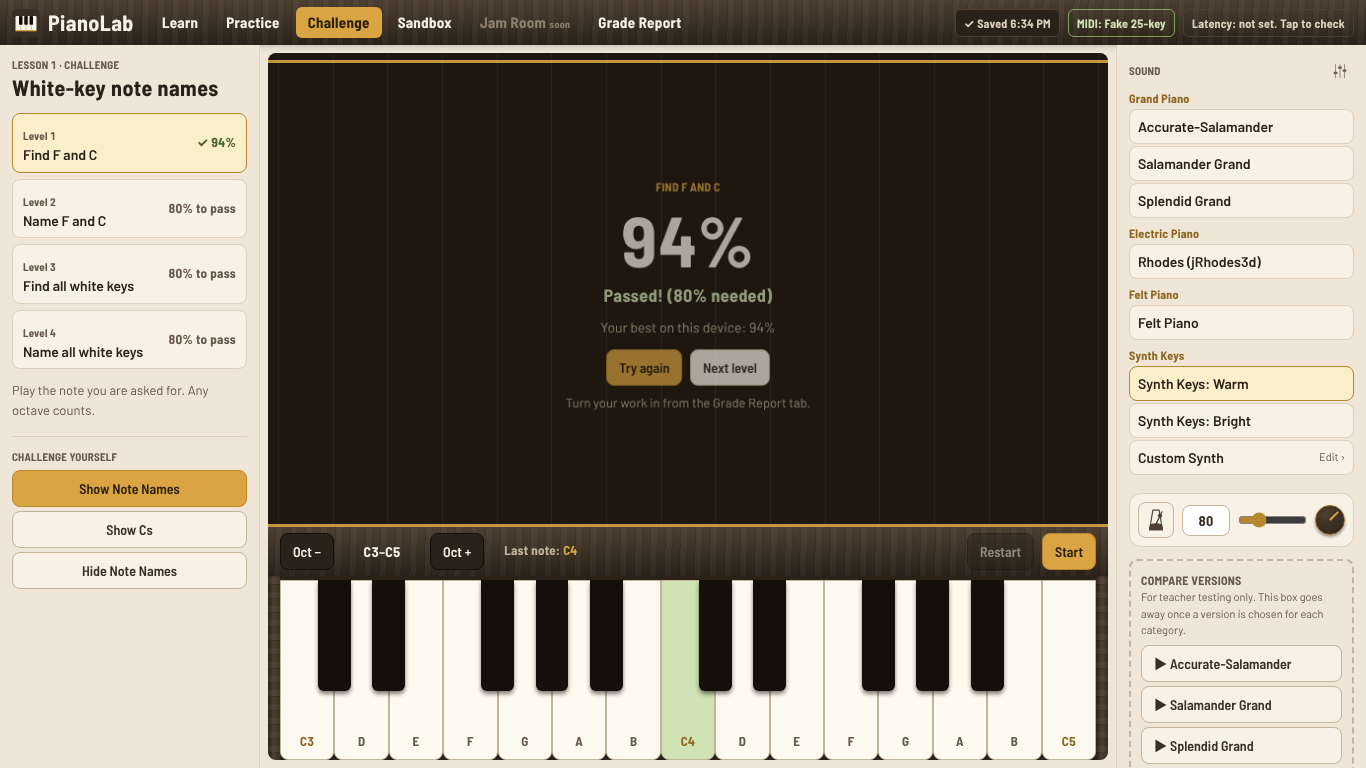 PianoLab
Learn
Practice
Challenge
Sandbox
Jam Room soon
Grade Report
✓ Saved 6:34 PM
MIDI: Fake 25-key
Latency: not set. Tap to check
LESSON 1 · CHALLENGE
White-key note names
Level 1
Find F and C
✓ 94%
Level 2
Name F and C
80% to pass
Level 3
Find all white keys
80% to pass
Level 4
Name all white keys
80% to pass
Play the note you are asked for. Any
octave counts.
CHALLENGE YOURSELF
Show Note Names
Show Cs
Hide Note Names
FIND F AND C
94%
Passed! (80% needed)
Your best on this device: 94%
Try again
Next level
Turn your work in from the Grade Report tab.
Oct −
C3–C5
Oct +
Last note: C4
Restart
Start
C3 D E F G A B C4 D E F G A B C5
SOUND
Grand Piano
Accurate-Salamander
Salamander Grand
Splendid Grand
Electric Piano
Rhodes (jRhodes3d)
Felt Piano
Felt Piano
Synth Keys
Synth Keys: Warm
Synth Keys: Bright
Custom Synth
Edit ›
80
COMPARE VERSIONS
For teacher testing only. This box goes
away once a version is chosen for each
category.
▶ Accurate-Salamander
▶ Salamander Grand
▶ Splendid Grand